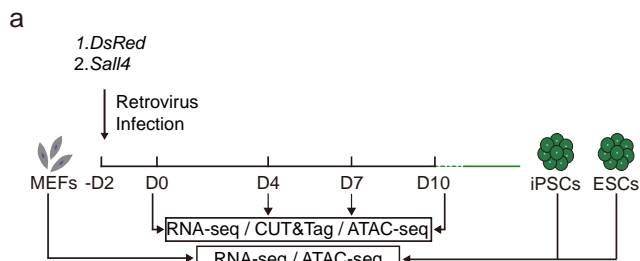 a
1.DsRed
2.Sall4
Retrovirus
Infection
MEFs -D2 D0 D4 D7 D10 iPSCs ESCs
RNA-seq / CUT&Tag / ATAC-seq
RNA-seq / ATAC-seq